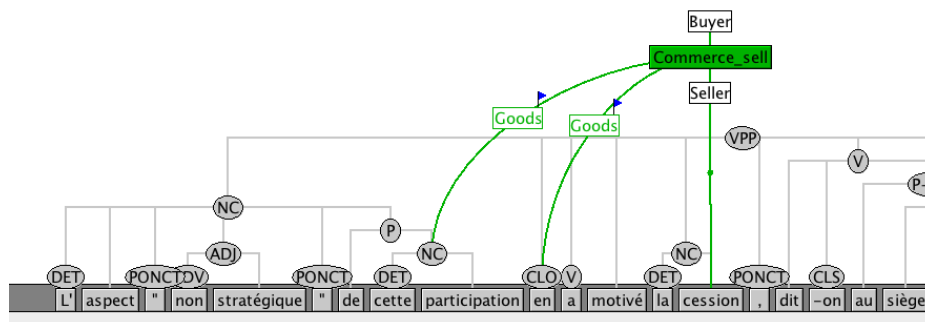 Buyer
Commerce_sell
Seller
Goods
Goods
VPP
V
P-
NC
P
ADJ
NC
NC
DET PONCT DV PONCT DET CLO V DET PONCT CLS
L' aspect " non stratégique " de cette participation en a motivé la cession , dit -on au siège